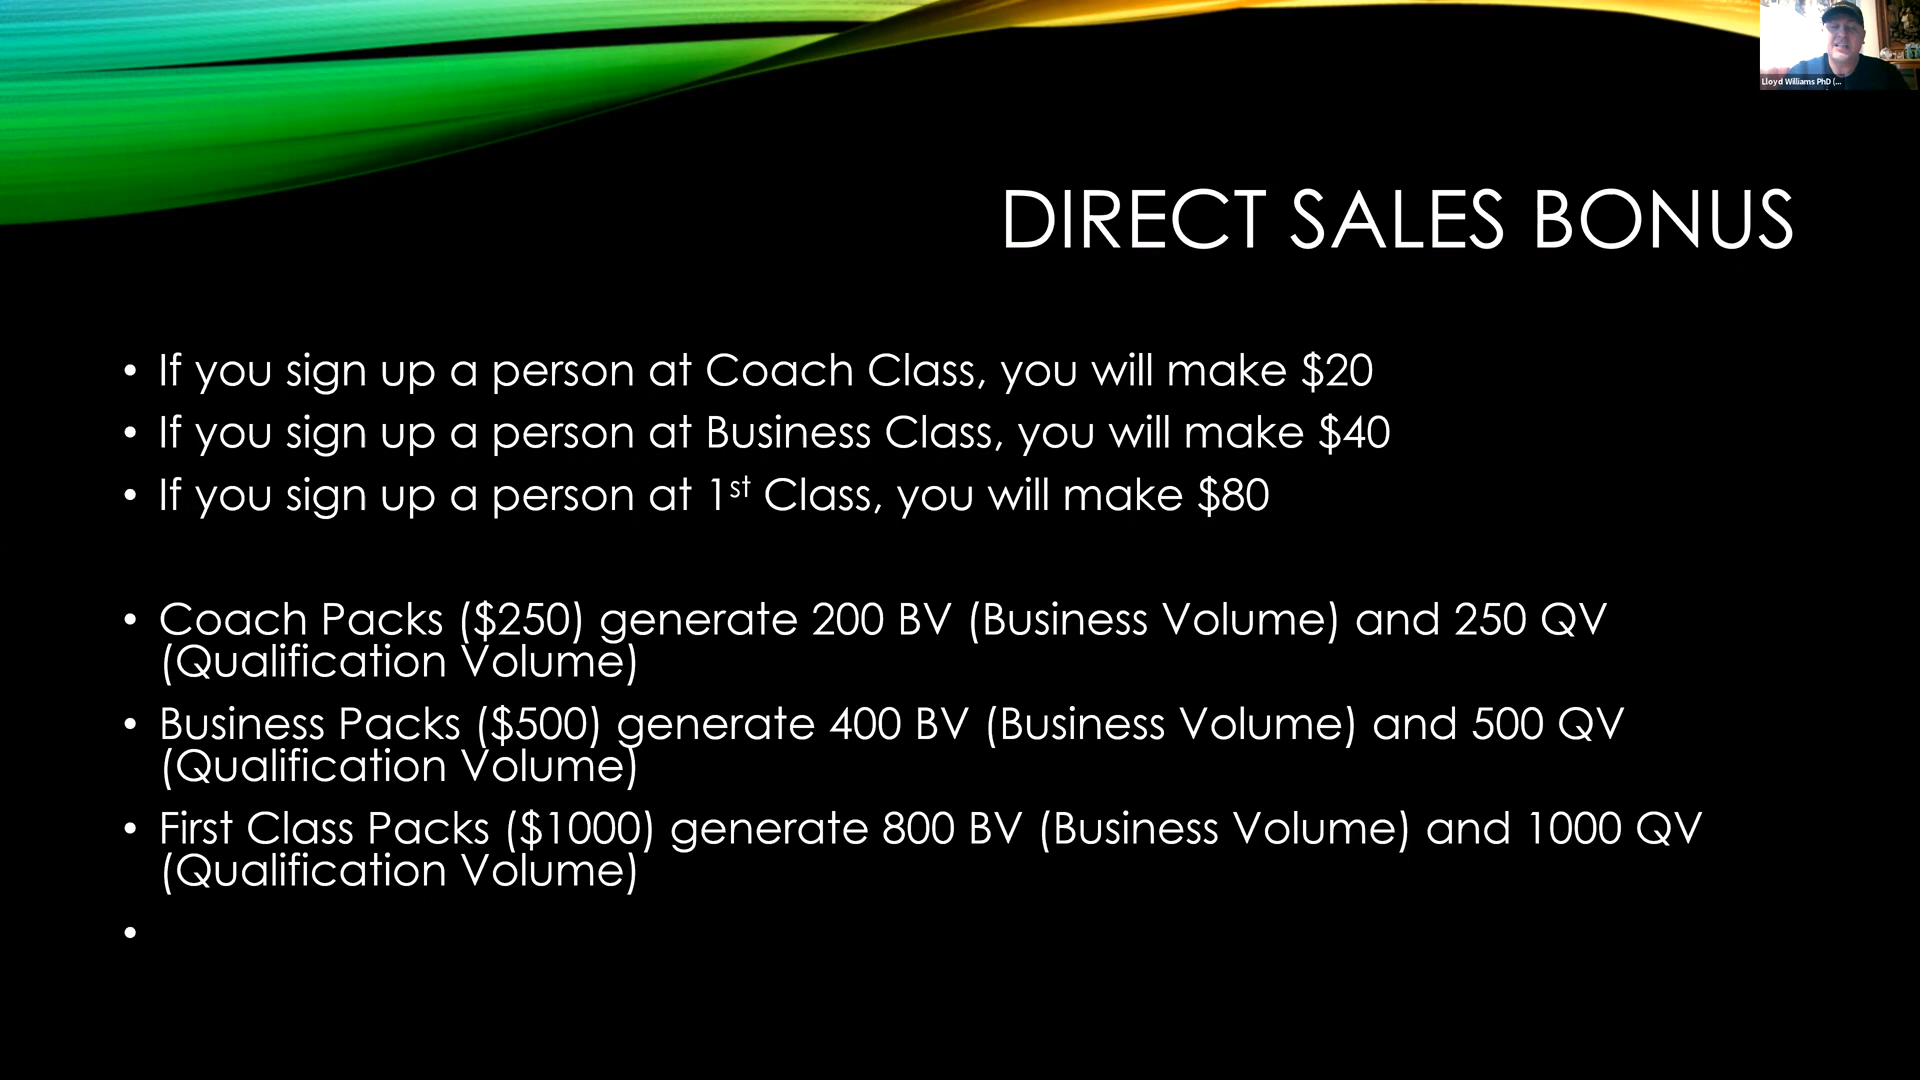 Lloyd Williams PhD (...
DIRECT SALES BONUS
• If you sign up a person at Coach Class, you will make $20
• If you sign up a person at Business Class, you will make $40
• If you sign up a person at 1st Class, you will make $80
• Coach Packs ($250) generate 200 BV (Business Volume) and 250 QV
(Qualification Volume)
• Business Packs ($500) generate 400 BV (Business Volume) and 500 QV
(Qualification Volume)
• First Class Packs ($1000) generate 800 BV (Business Volume) and 1000 QV
(Qualification Volume)
•